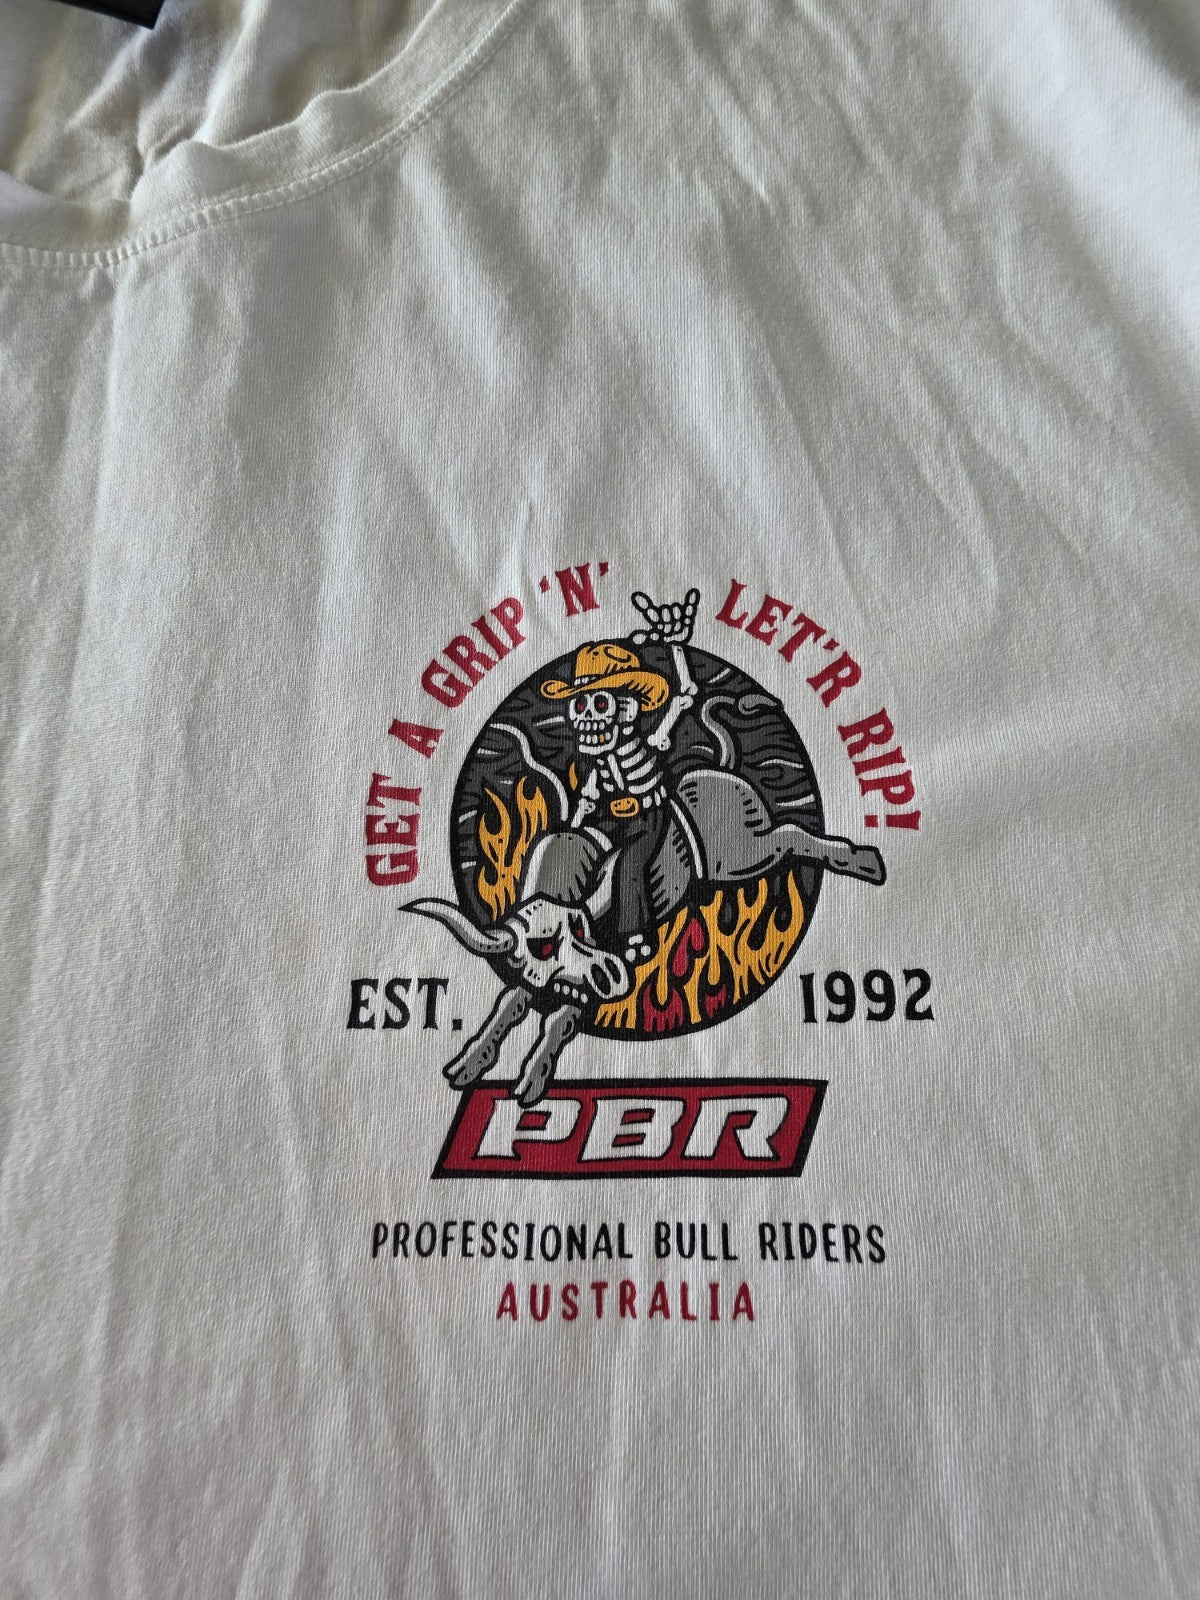 GET A GRIP 'N' LET'R RIP!
EST. 1992
PBR
PROFESSIONAL BULL RIDERS
AUSTRALIA